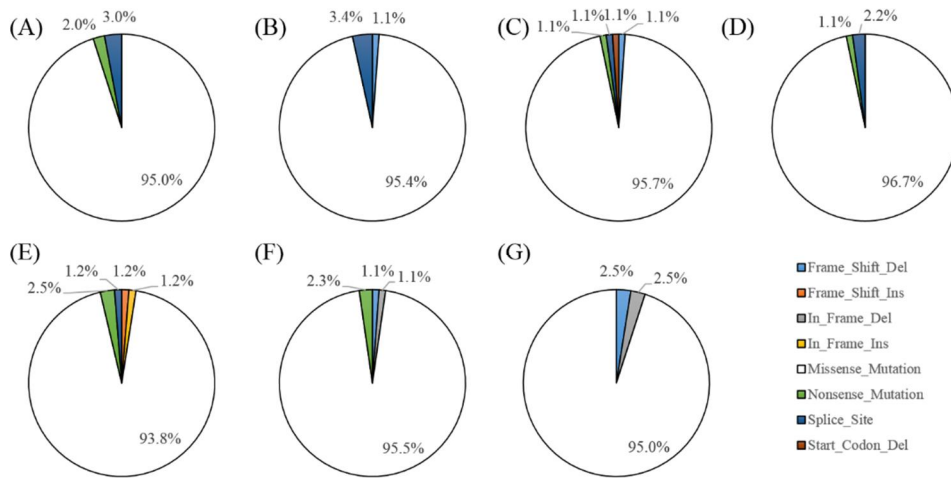 (A) 2.0% 3.0% 95.0%
(B) 3.4% 1.1% 95.4%
(C) 1.1% 1.1% 1.1% 1.1% 95.7%
(D) 1.1% 2.2% 96.7%
(E) 2.5% 1.2% 1.2% 1.2% 93.8%
(F) 2.3% 1.1% 1.1% 95.5%
(G) 2.5% 2.5% 95.0%
Frame_Shift_Del
Frame_Shift_Ins
In_Frame_Del
In_Frame_Ins
Missense_Mutation
Nonsense_Mutation
Splice_Site
Start_Codon_Del